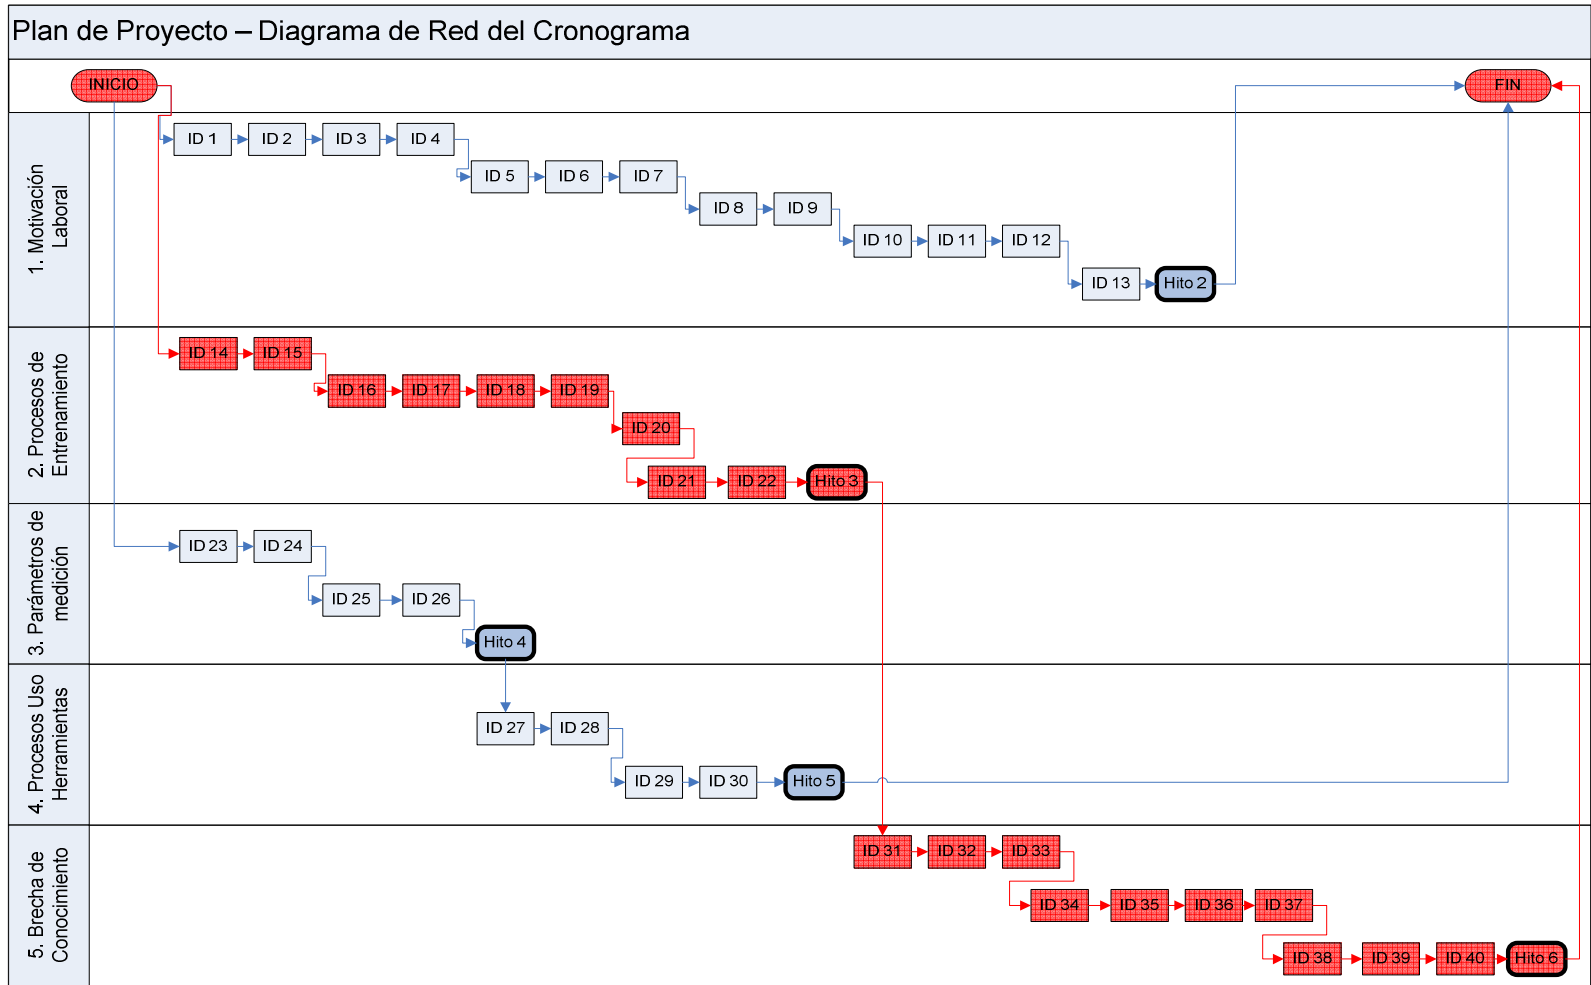 Plan de Proyecto – Diagrama de Red del Cronograma
INICIO
FIN
1. Motivación
Laboral
ID 1
ID 2
ID 3
ID 4
ID 5
ID 6
ID 7
ID 8
ID 9
ID 10
ID 11
ID 12
ID 13
Hito 2
2. Procesos de
Entrenamiento
ID 14
ID 15
ID 16
ID 17
ID 18
ID 19
ID 20
ID 21
ID 22
Hito 3
3. Parámetros de
medición
ID 23
ID 24
ID 25
ID 26
Hito 4
4. Procesos Uso
Herramientas
ID 27
ID 28
ID 29
ID 30
Hito 5
5. Brecha de
Conocimiento
ID 31
ID 32
ID 33
ID 34
ID 35
ID 36
ID 37
ID 38
ID 39
ID 40
Hito 6